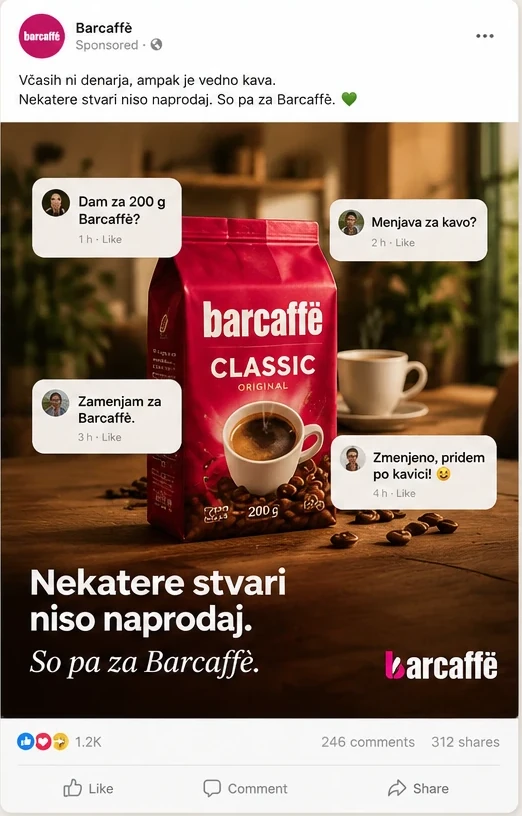 barcaffé
Barcaffè
Sponsored ·
Včasih ni denarja, ampak je vedno kava.
Nekatere stvari niso naprodaj. So pa za Barcaffè. 💚
Dam za 200 g
Barcaffè?
1 h · Like
Menjava za kavo?
2 h · Like
barcaffë
CLASSIC
ORIGINAL
Zamenjam za
Barcaffè.
3 h · Like
Zmenjeno, pridem
po kavici! 😉
4 h · Like
200 g
Nekatere stvari
niso naprodaj.
So pa za Barcaffè.
barcaffë
1.2K
246 comments
312 shares
Like
Comment
Share